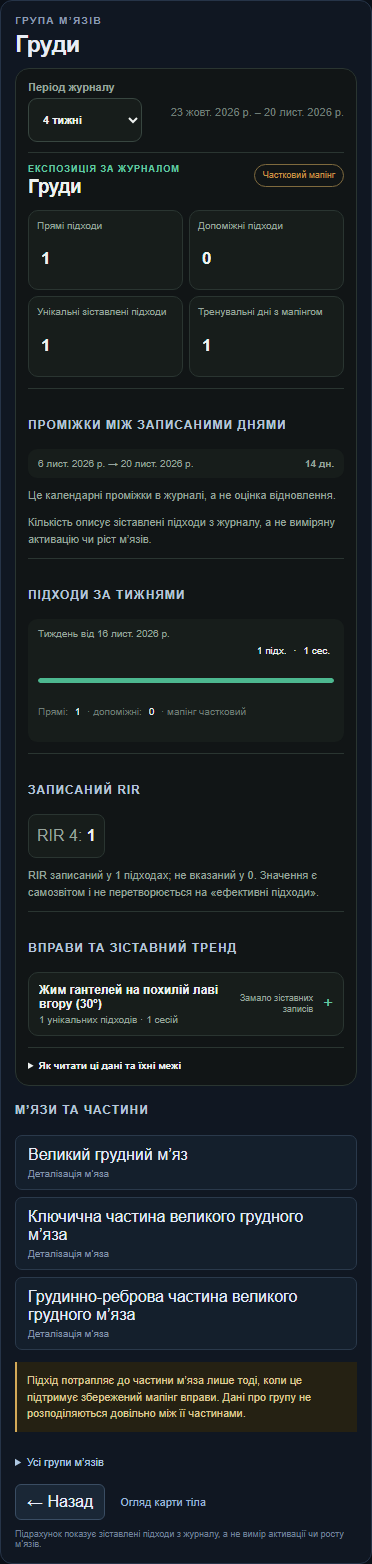 ГРУПА М’ЯЗІВ
Груди
Період журналу
4 тижні
23 жовт. 2026 р. – 20 лист. 2026 р.
ЕКСПОЗИЦІЯ ЗА ЖУРНАЛОМ
Груди
Частковий мапінг
Прямі підходи
1
Допоміжні підходи
0
Унікальні зіставлені підходи
1
Тренувальні дні з мапінгом
1
ПРОМІЖКИ МІЖ ЗАПИСАНИМИ ДНЯМИ
6 лист. 2026 р. → 20 лист. 2026 р.
14 дн.
Це календарні проміжки в журналі, а не оцінка відновлення.
Кількість описує зіставлені підходи з журналу, а не виміряну
активацію чи ріст м’язів.
ПІДХОДИ ЗА ТИЖНЯМИ
Тиждень від 16 лист. 2026 р.
1 підх. · 1 сес.
Прямі: 1 · допоміжні: 0 · мапінг частковий
ЗАПИСАНИЙ RIR
RIR 4: 1
RIR записаний у 1 підходах; не вказаний у 0. Значення є
самозвітом і не перетворюється на «ефективні підходи».
ВПРАВИ ТА ЗІСТАВНИЙ ТРЕНД
Жим гантелей на похилій лаві
вгору (30°)
1 унікальних підходів · 1 сесій
Замало зіставних
записів
+
▶ Як читати ці дані та їхні межі
М’ЯЗИ ТА ЧАСТИНИ
Великий грудний м’яз
Деталізація м’яза
Ключична частина великого грудного
м’яза
Деталізація м’яза
Грудинно-реброва частина великого
грудного м’яза
Деталізація м’яза
Підхід потрапляє до частини м’яза лише тоді, коли це
підтримує збережений мапінг вправи. Дані про групу не
розподіляються довільно між її частинами.
▶ Усі групи м’язів
← Назад
Огляд карти тіла
Підрахунок показує зіставлені підходи з журналу, а не вимір активації чи росту
м’язів.